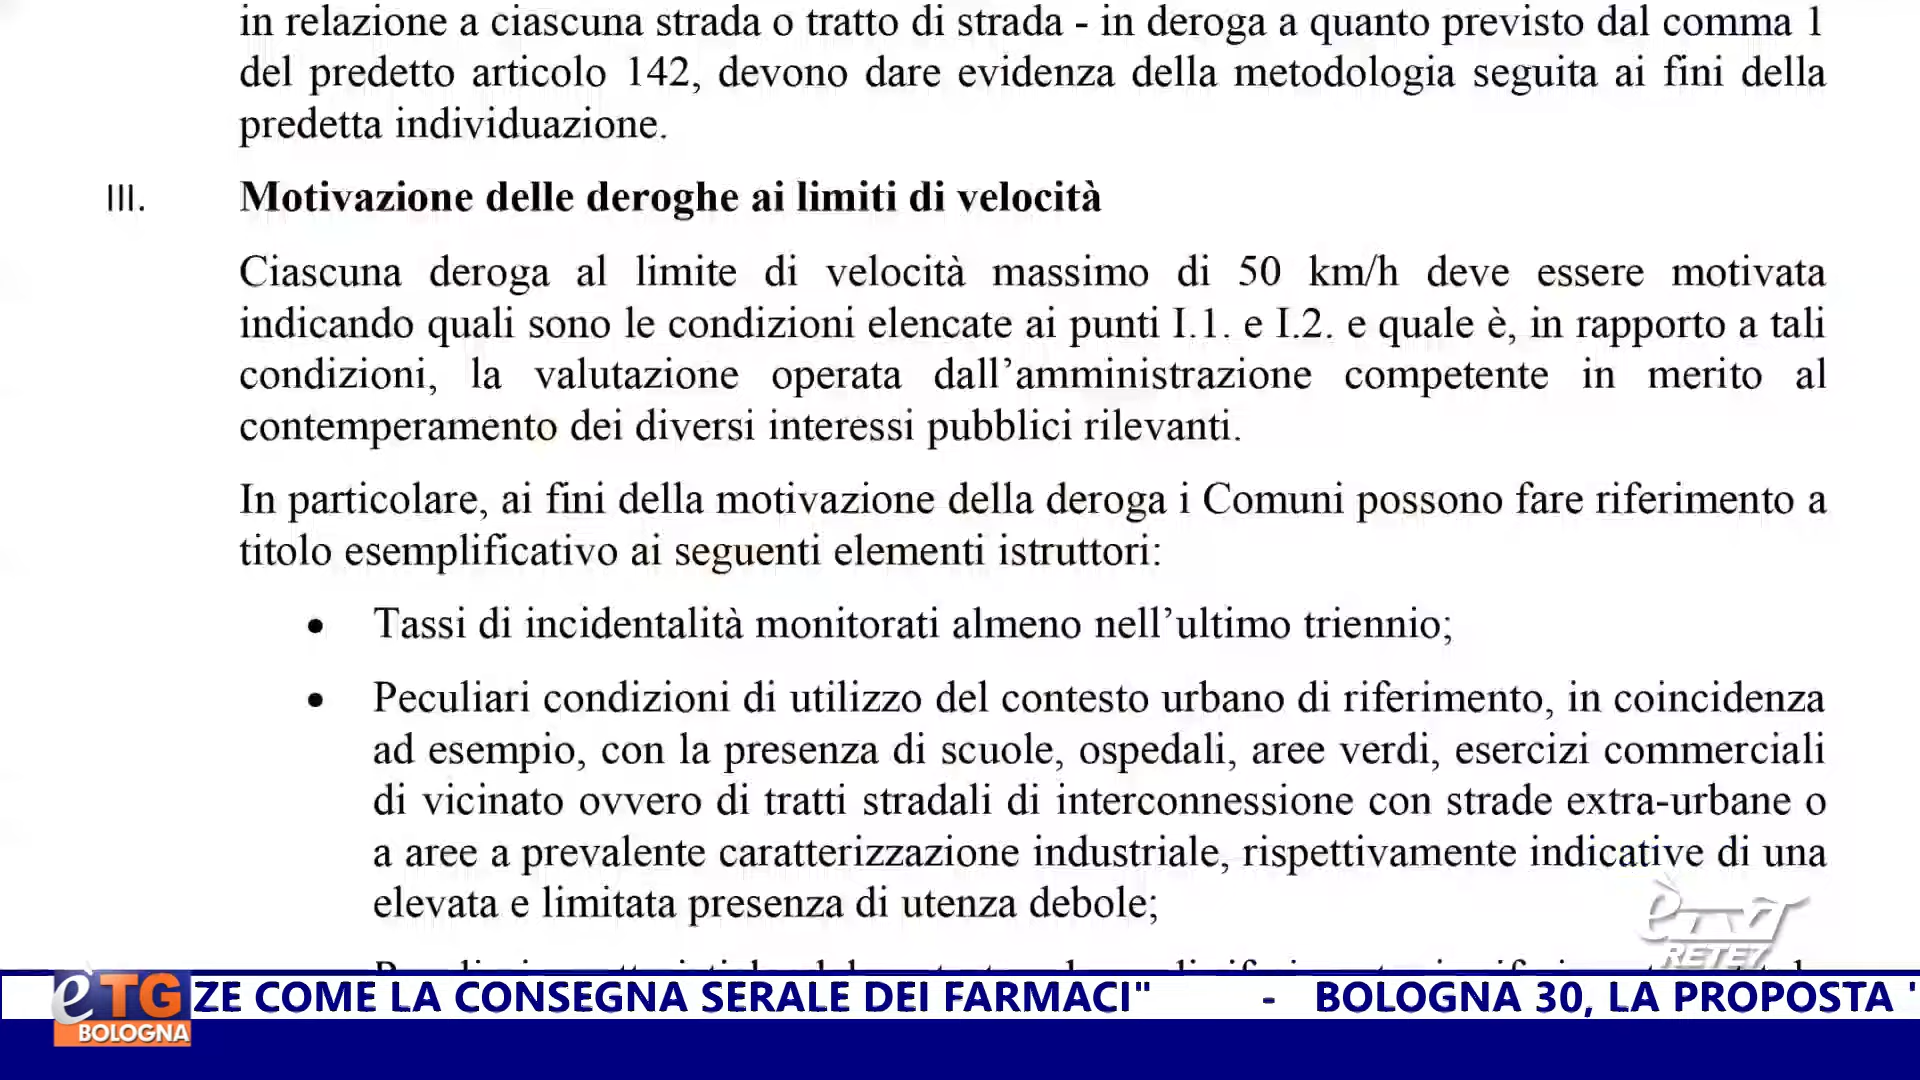 in relazione a ciascuna strada o tratto di strada - in deroga a quanto previsto dal comma 1
del predetto articolo 142, devono dare evidenza della metodologia seguita ai fini della
predetta individuazione.
III. Motivazione delle deroghe ai limiti di velocità
Ciascuna deroga al limite di velocità massimo di 50 km/h deve essere motivata
indicando quali sono le condizioni elencate ai punti I.1. e I.2. e quale è, in rapporto a tali
condizioni, la valutazione operata dall’amministrazione competente in merito al
contemperamento dei diversi interessi pubblici rilevanti.
In particolare, ai fini della motivazione della deroga i Comuni possono fare riferimento a
titolo esemplificativo ai seguenti elementi istruttori:
• Tassi di incidentalità monitorati almeno nell’ultimo triennio;
• Peculiari condizioni di utilizzo del contesto urbano di riferimento, in coincidenza
ad esempio, con la presenza di scuole, ospedali, aree verdi, esercizi commerciali
di vicinato ovvero di tratti stradali di interconnessione con strade extra-urbane o
a aree a prevalente caratterizzazione industriale, rispettivamente indicative di una
elevata e limitata presenza di utenza debole;
RETE7
è TG
BOLOGNA
ZE COME LA CONSEGNA SERALE DEI FARMACI" - BOLOGNA 30, LA PROPOSTA '